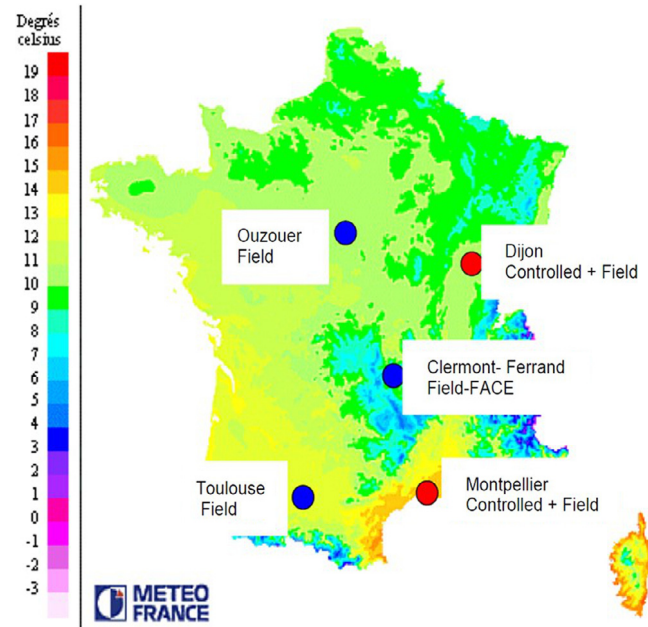 Degrés
celsius
19
18
17
16
15
14
13
12
11
10
9
8
7
6
5
4
3
2
1
0
-1
-2
-3
Ouzouer
Field
Dijon
Controlled + Field
Clermont- Ferrand
Field-FACE
Toulouse
Field
Montpellier
Controlled + Field
METEO
FRANCE